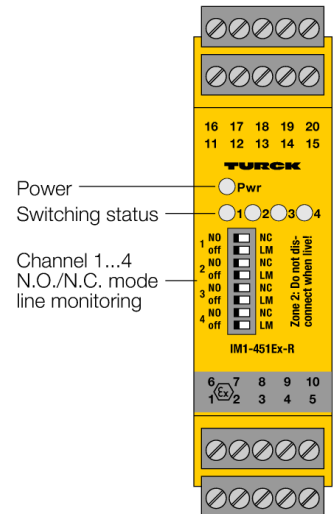 16 17 18 19 20
11 12 13 14 15
TURCK
Power
Pwr
Switching status
1 2 3 4
Channel 1...4
N.O./N.C. mode
line monitoring
1 NO NC
off LM
2 NO NC
off LM
3 NO NC
off LM
4 NO NC
off LM
Zone 2: Do not dis-
connect when live!
IM1-451Ex-R
6 7 8 9 10
Ex
1 2 3 4 5